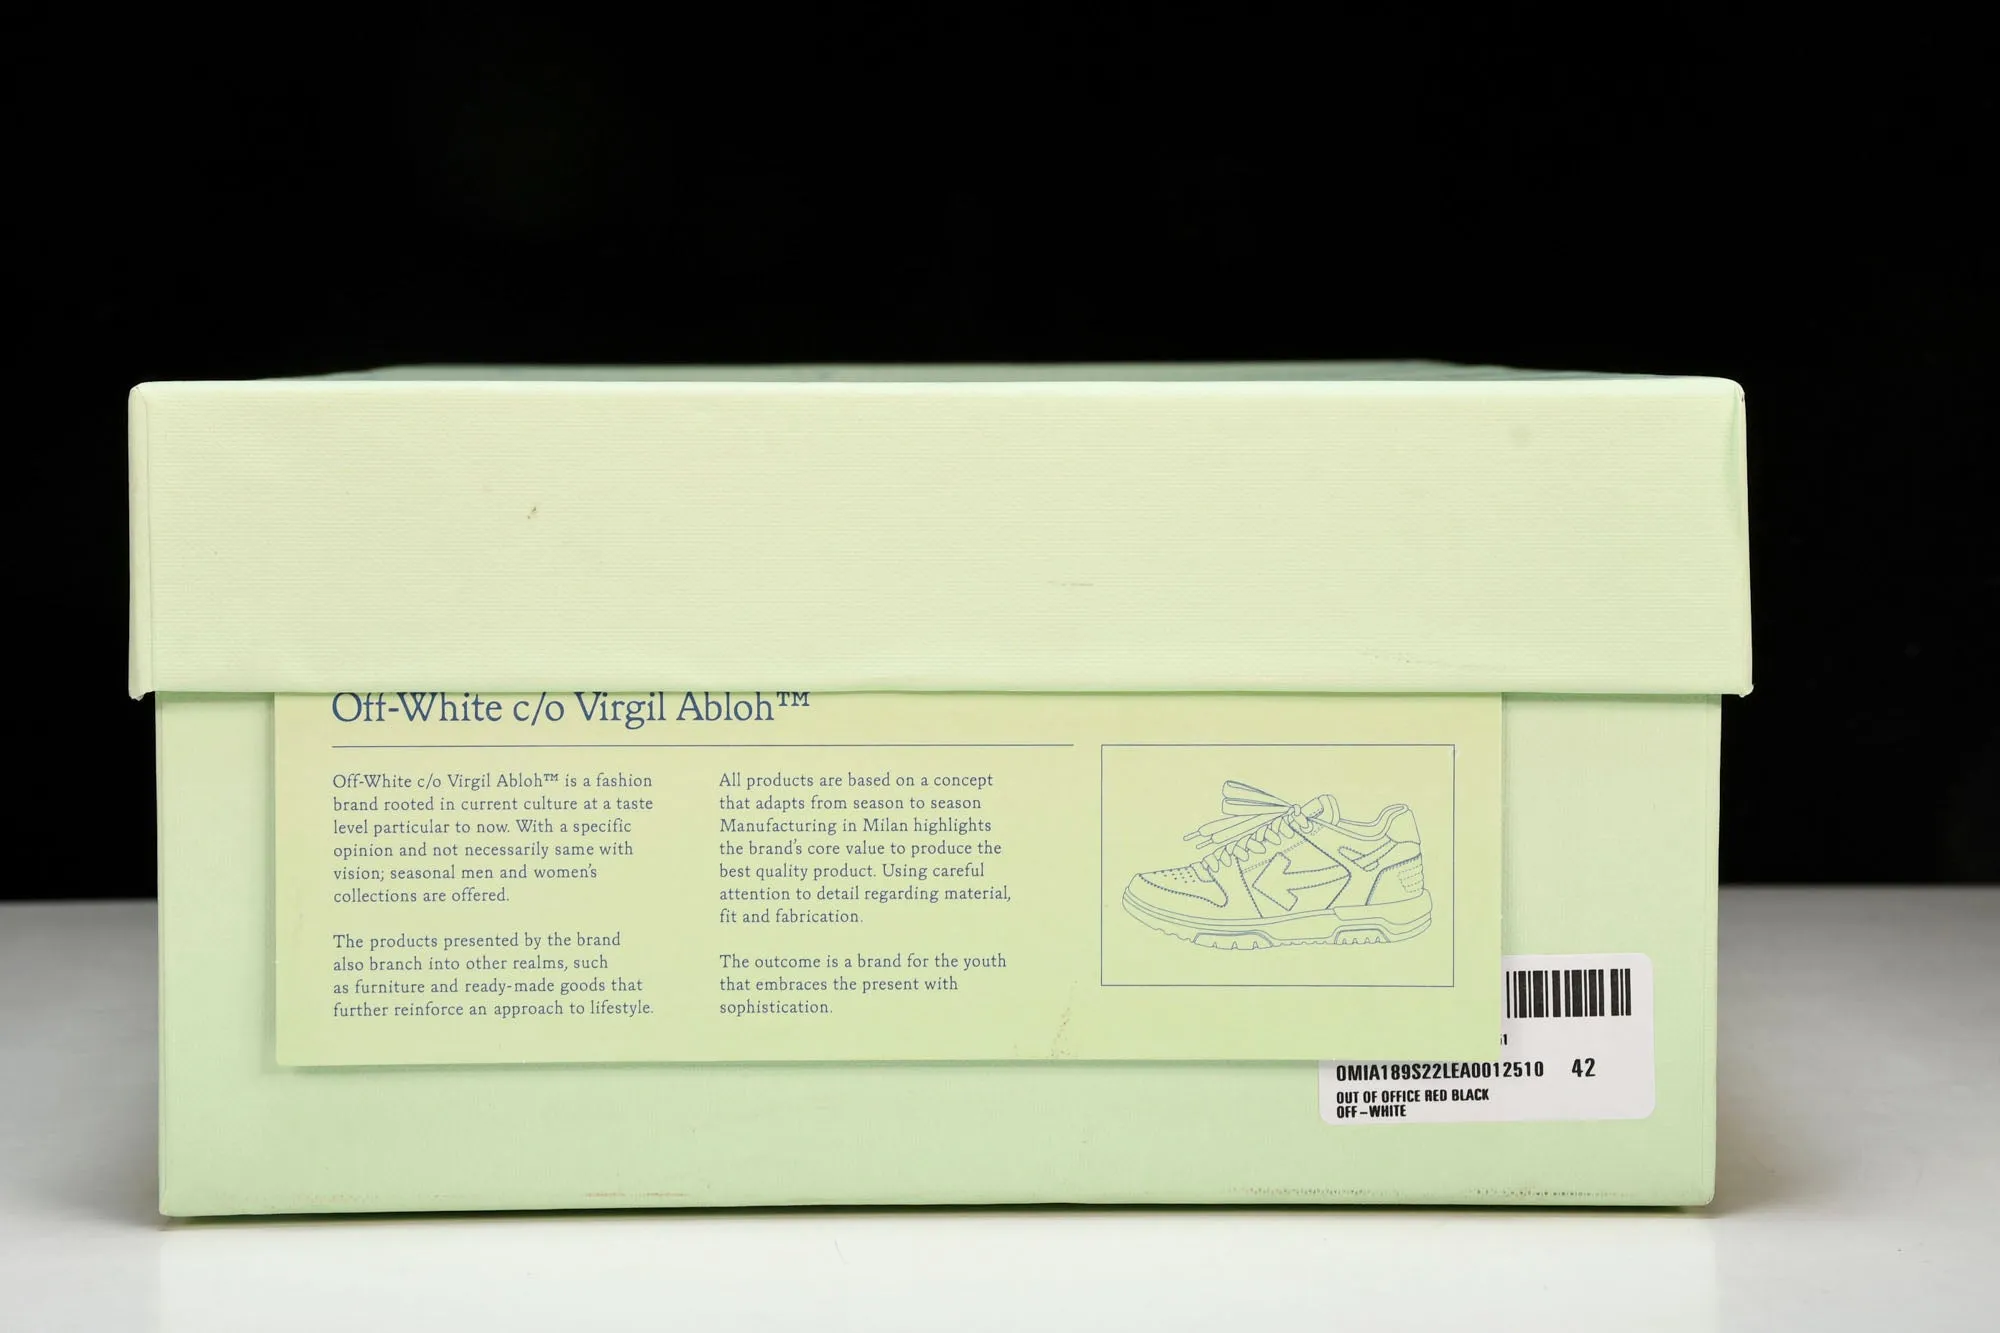 Off-White c/o Virgil Abloh™
Off-White c/o Virgil Abloh™ is a fashion
brand rooted in current culture at a taste
level particular to now. With a specific
opinion and not necessarily same with
vision; seasonal men and women's
collections are offered.
The products presented by the brand
also branch into other realms, such
as furniture and ready-made goods that
further reinforce an approach to lifestyle.
All products are based on a concept
that adapts from season to season
Manufacturing in Milan highlights
the brand's core value to produce the
best quality product. Using careful
attention to detail regarding material,
fit and fabrication.
The outcome is a brand for the youth
that embraces the present with
sophistication.
OMIA189S22LEA0012510 42
OUT OF OFFICE RED BLACK
OFF-WHITE